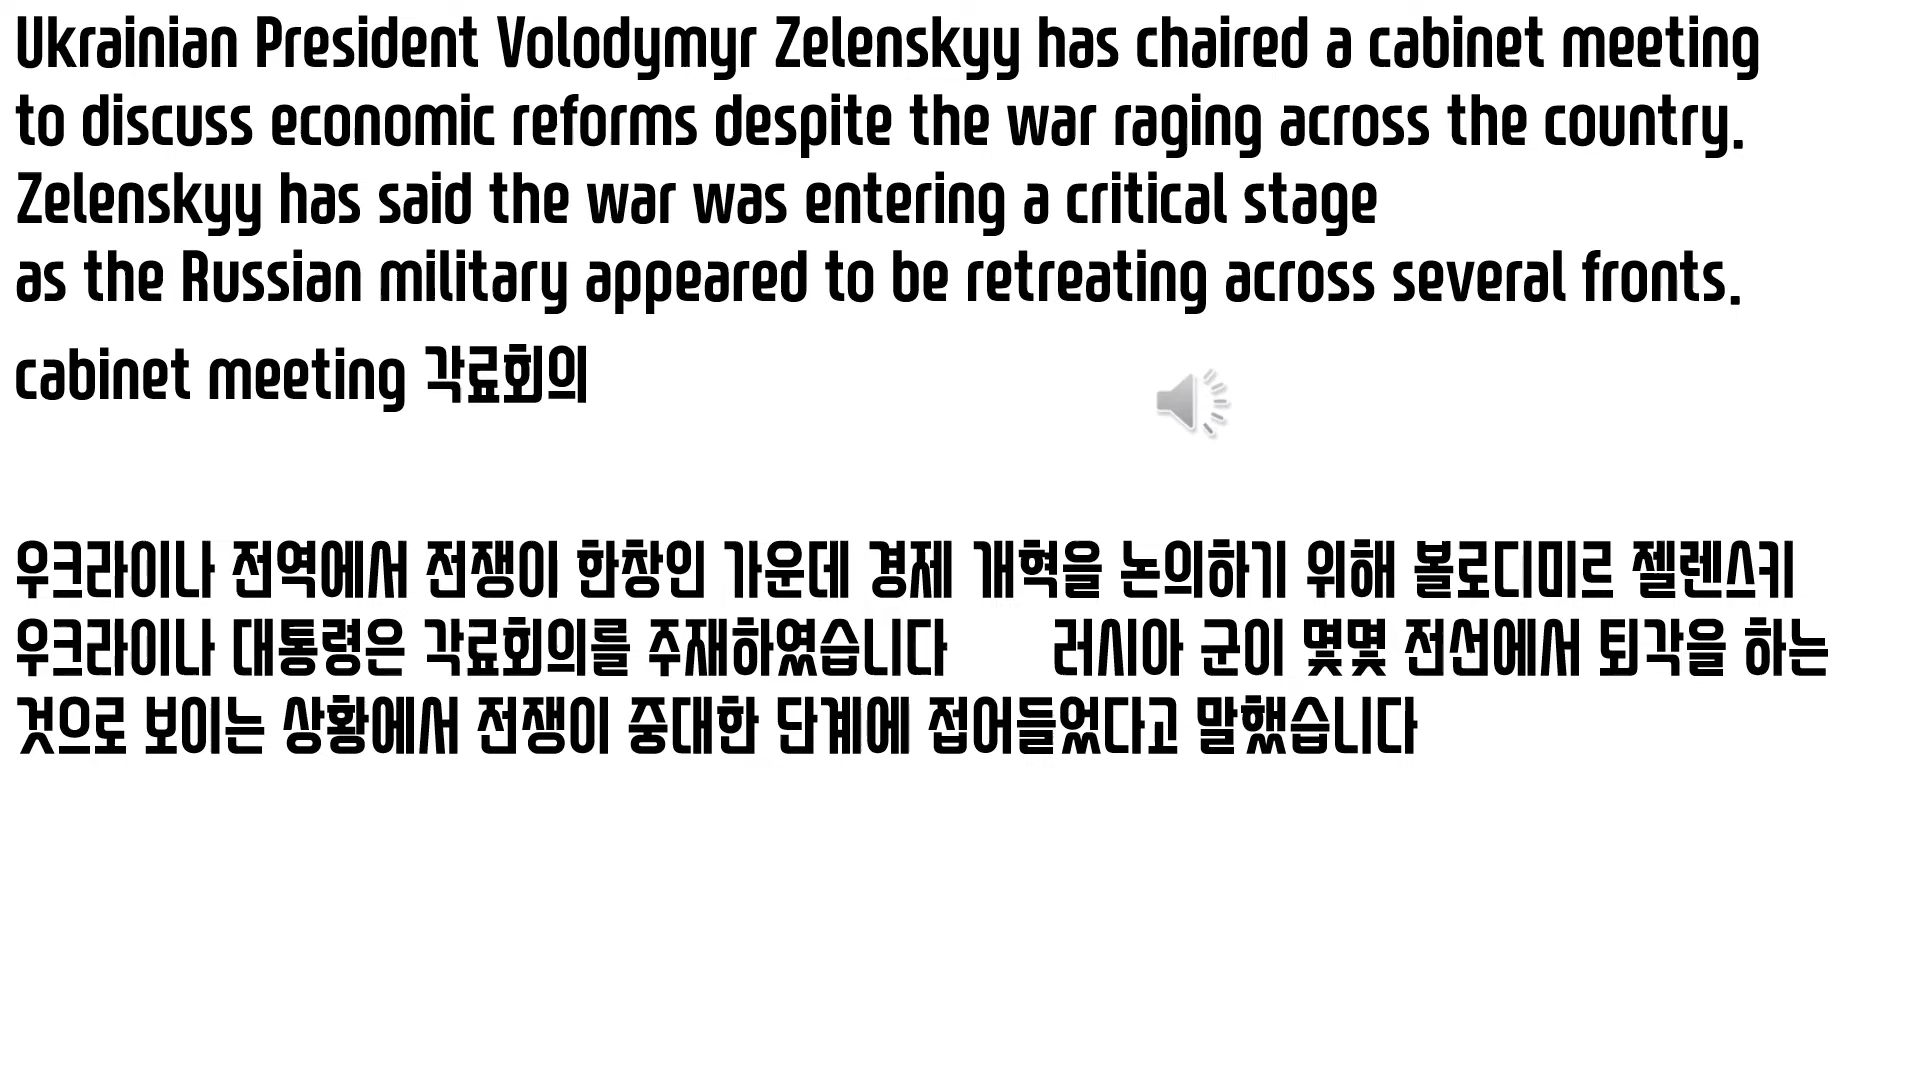 Ukrainian President Volodymyr Zelenskyy has chaired a cabinet meeting
to discuss economic reforms despite the war raging across the country.
Zelenskyy has said the war was entering a critical stage
as the Russian military appeared to be retreating across several fronts.
cabinet meeting 각료회의
우크라이나 전역에서 전쟁이 한창인 가운데 경제 개혁을 논의하기 위해 볼로디미르 젤렌스키
우크라이나 대통령은 각료회의를 주재하였습니다 러시아 군이 몇몇 전선에서 퇴각을 하는
것으로 보이는 상황에서 전쟁이 중대한 단계에 접어들었다고 말했습니다